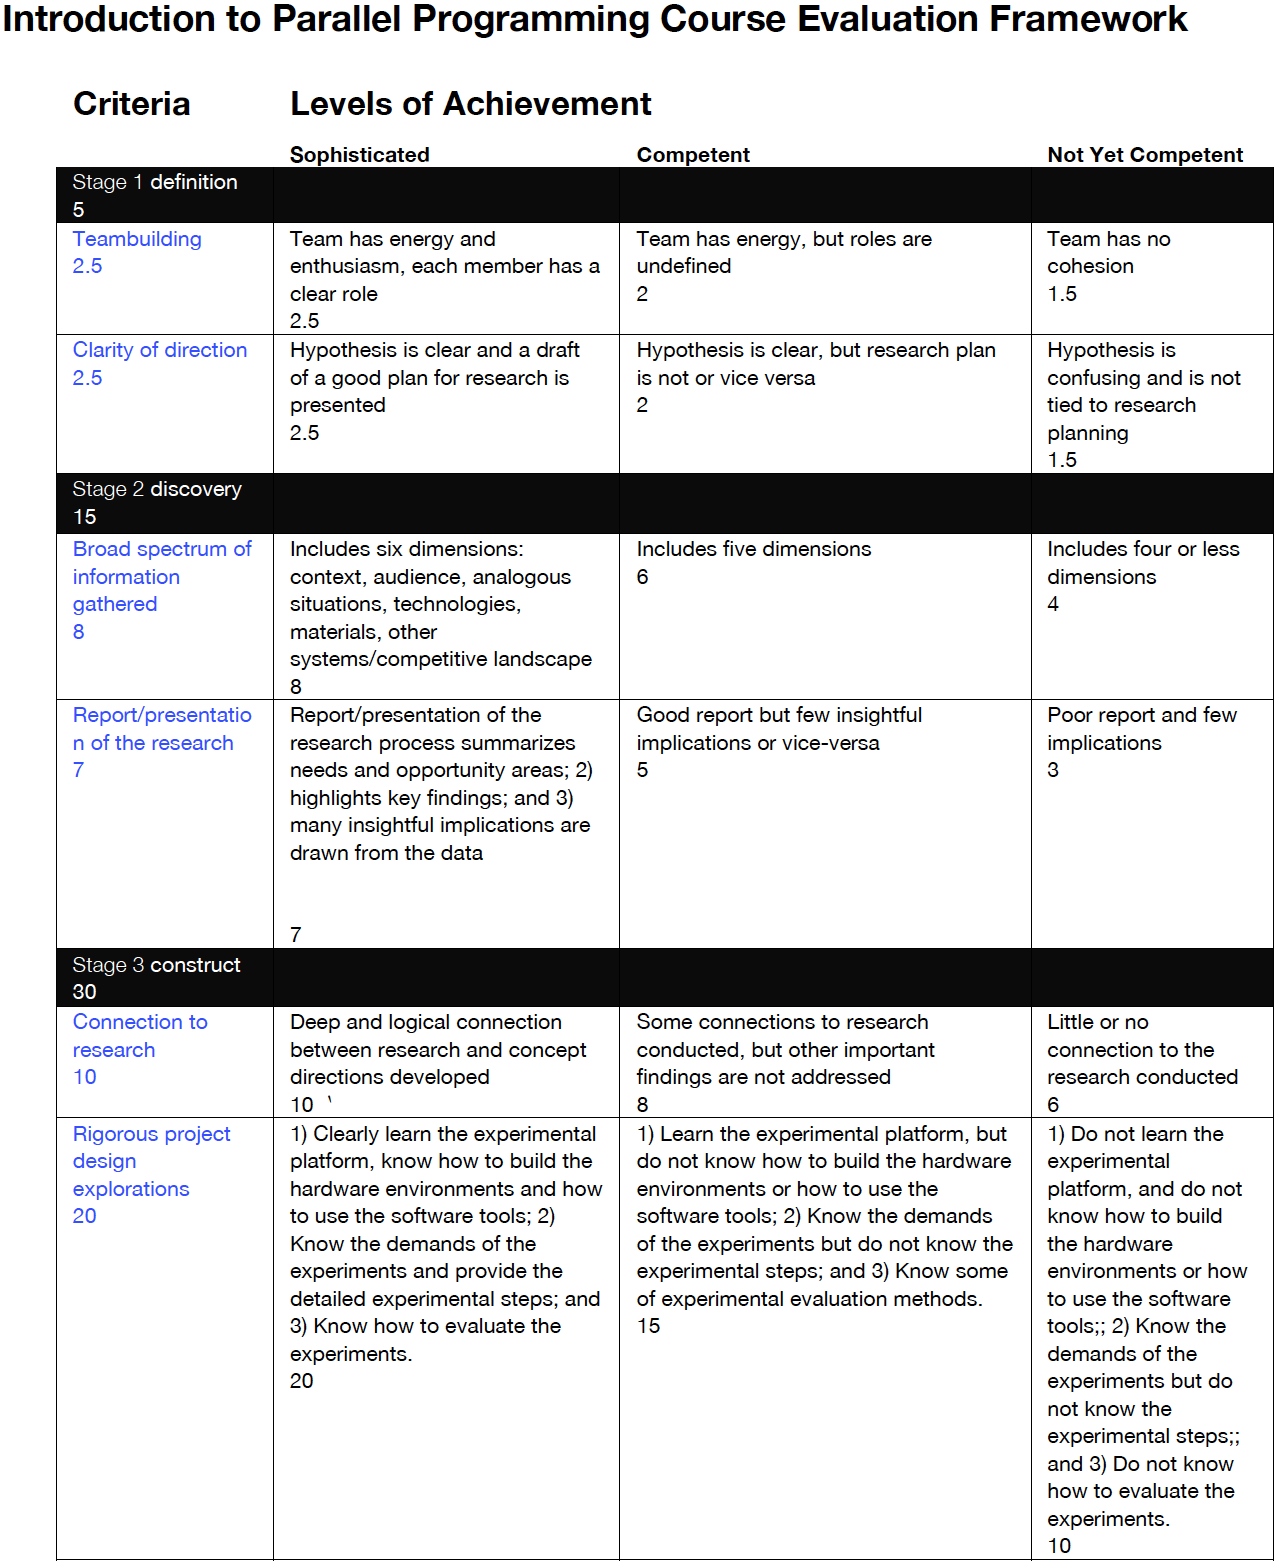 Introduction to Parallel Programming Course Evaluation Framework
Criteria
Levels of Achievement
Sophisticated
Competent
Not Yet Competent
Stage 1 definition
5
Teambuilding
2.5
Team has energy and
enthusiasm, each member has a
clear role
2.5
Team has energy, but roles are
undefined
2
Team has no
cohesion
1.5
Clarity of direction
2.5
Hypothesis is clear and a draft
of a good plan for research is
presented
2.5
Hypothesis is clear, but research plan
is not or vice versa
2
Hypothesis is
confusing and is not
tied to research
planning
1.5
Stage 2 discovery
15
Broad spectrum of
information
gathered
8
Includes six dimensions:
context, audience, analogous
situations, technologies,
materials, other
systems/competitive landscape
8
Includes five dimensions
6
Includes four or less
dimensions
4
Report/presentatio
n of the research
7
Report/presentation of the
research process summarizes
needs and opportunity areas; 2)
highlights key findings; and 3)
many insightful implications are
drawn from the data
7
Good report but few insightful
implications or vice-versa
5
Poor report and few
implications
3
Stage 3 construct
30
Connection to
research
10
Deep and logical connection
between research and concept
directions developed
10 `
Some connections to research
conducted, but other important
findings are not addressed
8
Little or no
connection to the
research conducted
6
Rigorous project
design
explorations
20
1) Clearly learn the experimental
platform, know how to build the
hardware environments and how
to use the software tools; 2)
Know the demands of the
experiments and provide the
detailed experimental steps; and
3) Know how to evaluate the
experiments.
20
1) Learn the experimental platform, but
do not know how to build the hardware
environments or how to use the
software tools; 2) Know the demands
of the experiments but do not know the
experimental steps; and 3) Know some
of experimental evaluation methods.
15
1) Do not learn the
experimental
platform, and do not
know how to build
the hardware
environments or how
to use the software
tools;; 2) Know the
demands of the
experiments but do
not know the
experimental steps;;
and 3) Do not know
how to evaluate the
experiments.
10